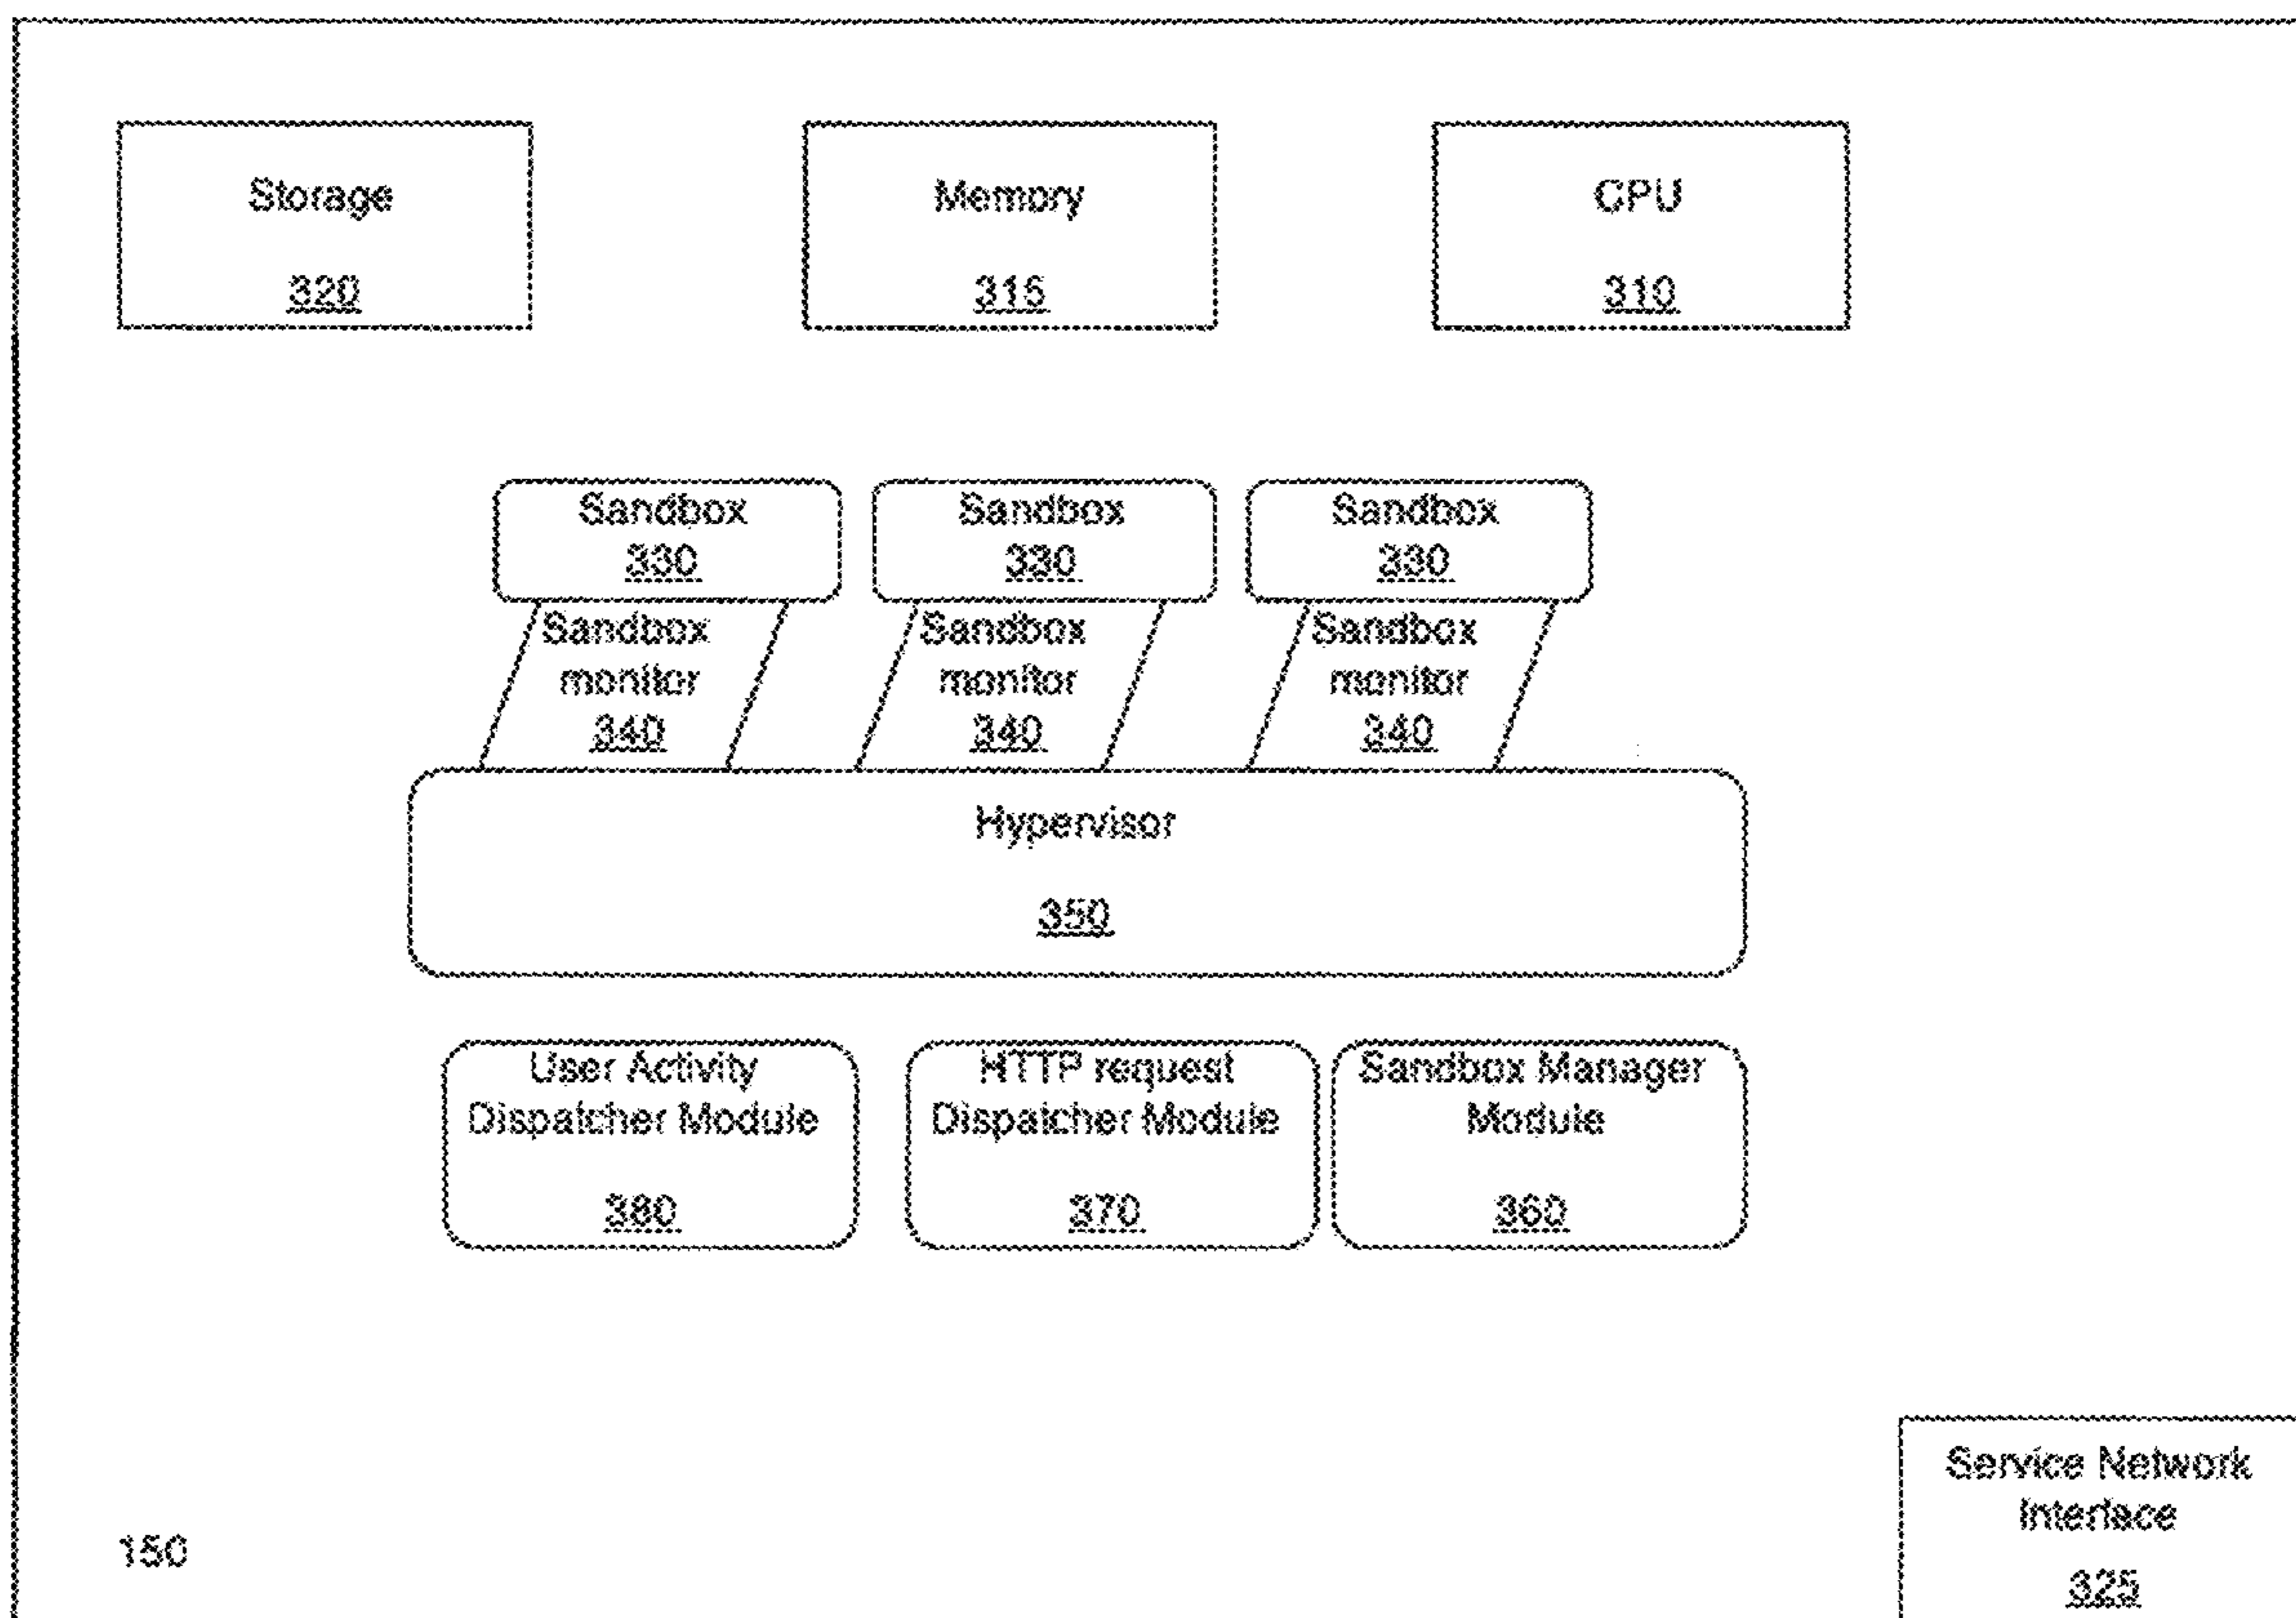 Storage
320
Memory
315
CPU
310
Sandbox
330
Sandbox
330
Sandbox
330
Sandbox
monitor
340
Sandbox
monitor
340
Sandbox
monitor
340
Hypervisor
350
User Activity
Dispatcher Module
380
HTTP request
Dispatcher Module
370
Sandbox Manager
Module
360
Service Network
Interface
325
150